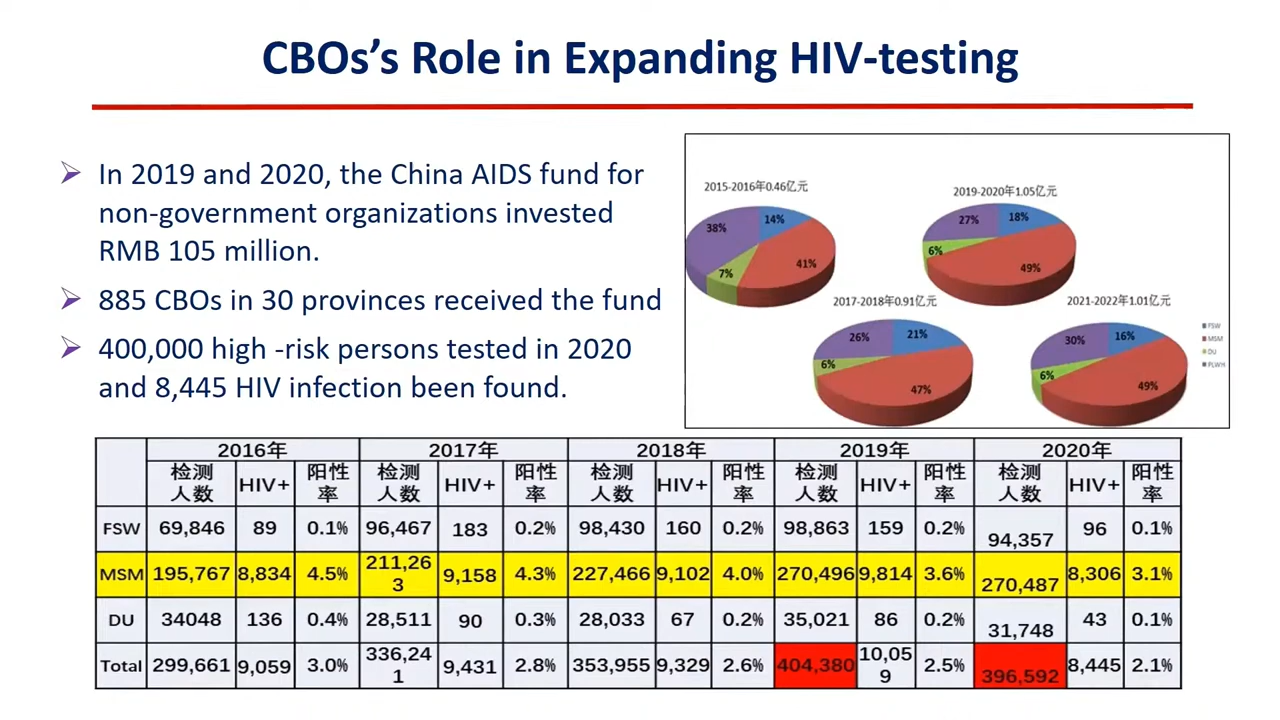 CBOs’s Role in Expanding HIV-testing
In 2019 and 2020, the China AIDS fund for
non-government organizations invested
RMB 105 million.
885 CBOs in 30 provinces received the fund
400,000 high -risk persons tested in 2020
and 8,445 HIV infection been found.
2015-2016年0.46亿元
14%
41%
7%
38%
2019-2020年1.05亿元
18%
49%
6%
27%
2017-2018年0.91亿元
21%
47%
6%
26%
2021-2022年1.01亿元
16%
49%
6%
30%
FSW
MSM
DU
PLWH
2016年 2017年 2018年 2019年 2020年
检测人数 HIV+ 阳性率 检测人数 HIV+ 阳性率 检测人数 HIV+ 阳性率 检测人数 HIV+ 阳性率 检测人数 HIV+ 阳性率
FSW 69,846 89 0.1% 96,467 183 0.2% 98,430 160 0.2% 98,863 159 0.2% 94,357 96 0.1%
MSM 195,767 8,834 4.5% 211,263 9,158 4.3% 227,466 9,102 4.0% 270,496 9,814 3.6% 270,487 8,306 3.1%
DU 34048 136 0.4% 28,511 90 0.3% 28,033 67 0.2% 35,021 86 0.2% 31,748 43 0.1%
Total 299,661 9,059 3.0% 336,241 9,431 2.8% 353,955 9,329 2.6% 404,380 10,059 2.5% 396,592 8,445 2.1%